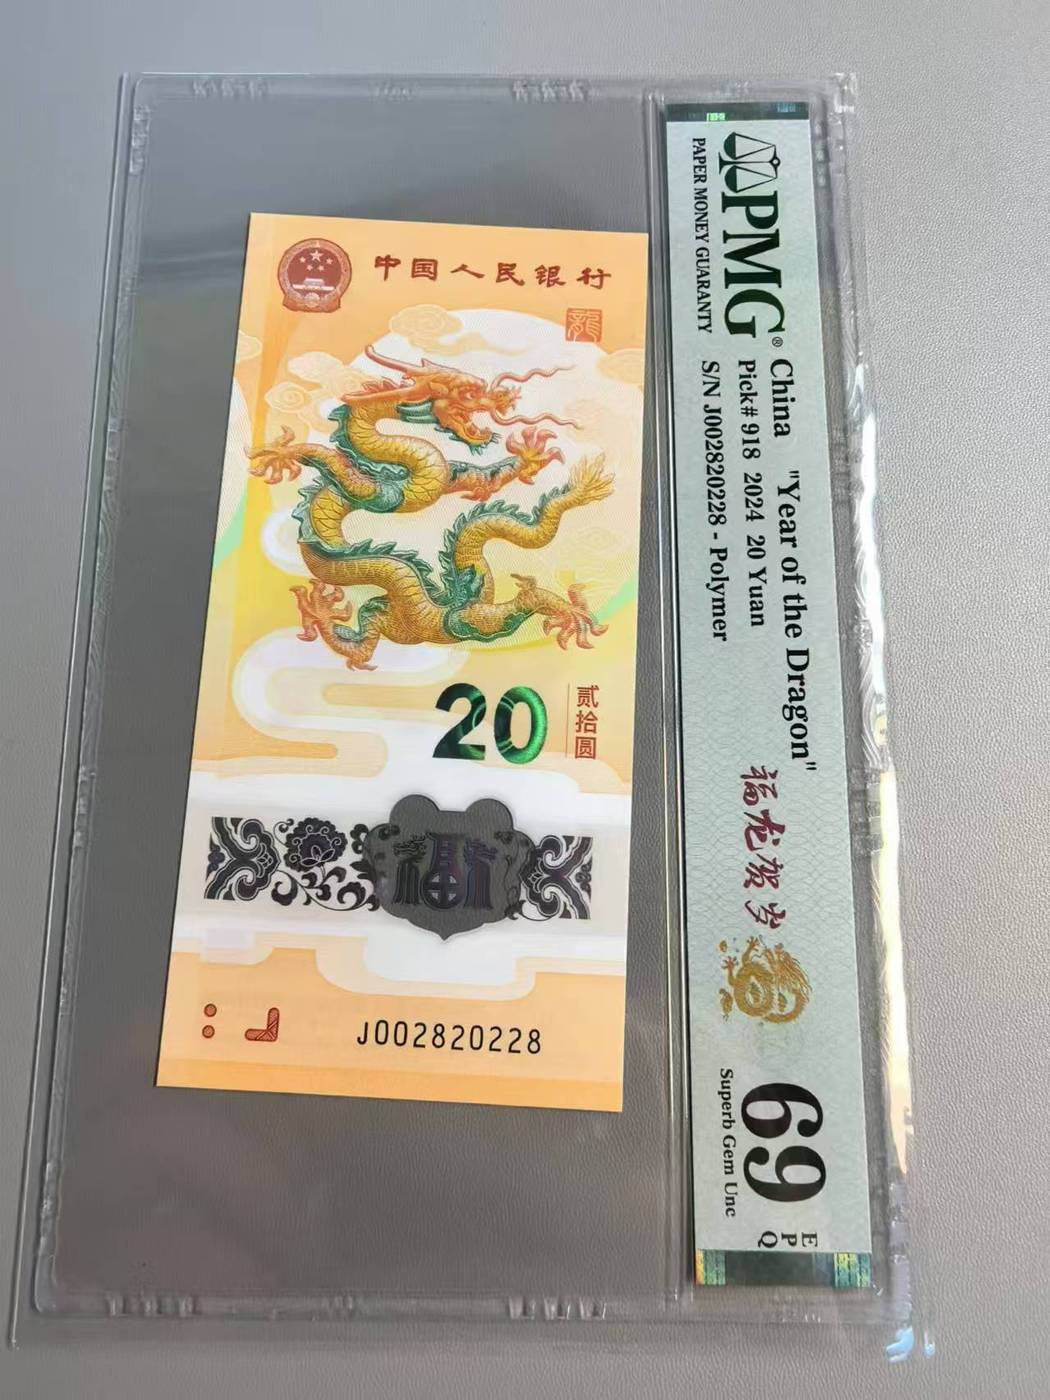 中国人民银行
龍
20
贰拾圆
福
J002820228
PMG®
PAPER MONEY GUARANTY
China "Year of the Dragon"
Pick# 918 2024 20 Yuan
S/N J002820228 - Polymer
福龙贺岁
69
EPQ
Superb Gem Unc